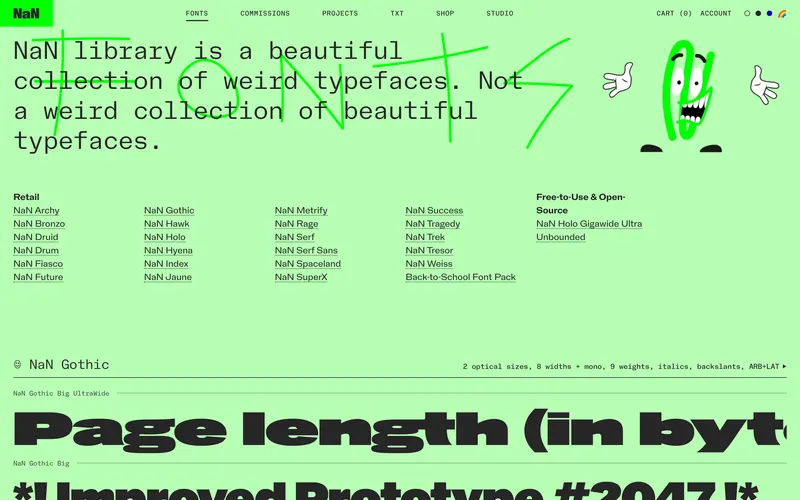 NaN
FONTS
COMMISSIONS
PROJECTS
TXT
SHOP
STUDIO
CART (0)
ACCOUNT
FONTS
NaN library is a beautiful
collection of weird typefaces. Not
a weird collection of beautiful
typefaces.
Retail
NaN Archy
NaN Bronzo
NaN Druid
NaN Drum
NaN Fiasco
NaN Future
NaN Gothic
NaN Hawk
NaN Holo
NaN Hyena
NaN Index
NaN Jaune
NaN Metrify
NaN Rage
NaN Serf
NaN Serf Sans
NaN Spaceland
NaN SuperX
NaN Success
NaN Tragedy
NaN Trek
NaN Tresor
NaN Weiss
Back-to-School Font Pack
Free-to-Use & Open-
Source
NaN Holo Gigawide Ultra
Unbounded
NaN Gothic
2 optical sizes, 8 widths + mono, 9 weights, italics, backslants, ARB+LAT
NaN Gothic Big UltraWide
Page length (in byt
NaN Gothic Big
*! Improved Prototype #2047 !*